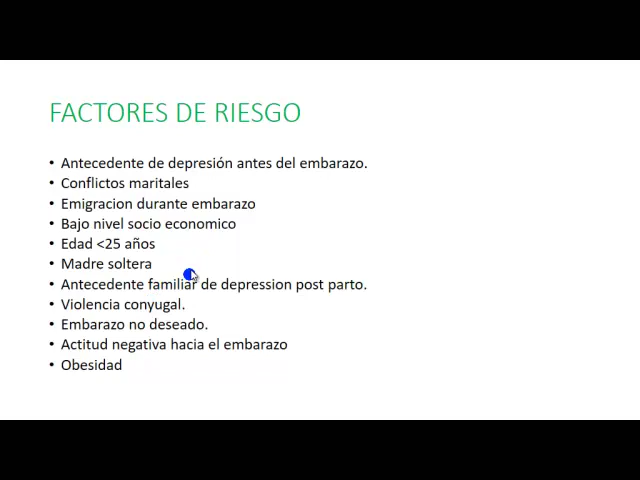 FACTORES DE RIESGO
• Antecedente de depresión antes del embarazo.
• Conflictos maritales
• Emigracion durante embarazo
• Bajo nivel socio economico
• Edad <25 años
• Madre soltera
• Antecedente familiar de depression post parto.
• Violencia conyugal.
• Embarazo no deseado.
• Actitud negativa hacia el embarazo
• Obesidad